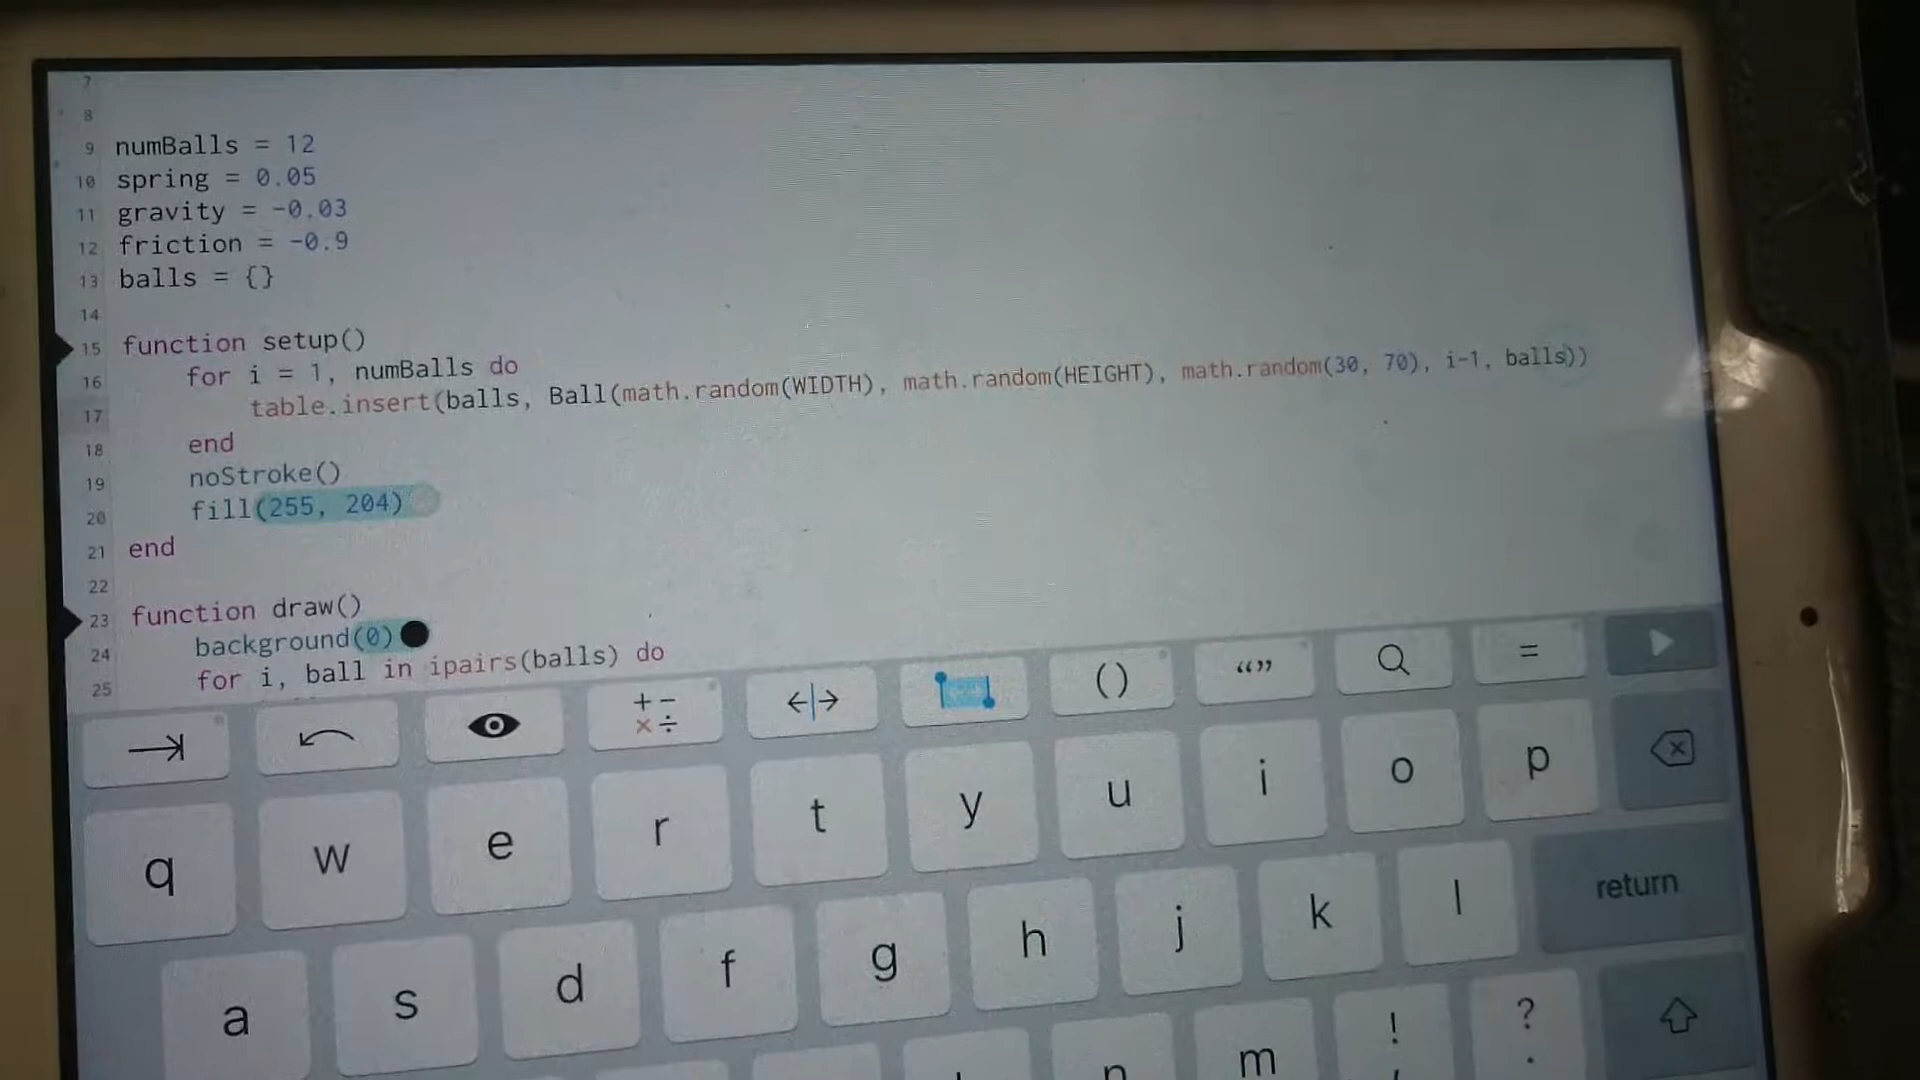 7
8
9 numBalls = 12
10 spring = 0.05
11 gravity = -0.03
12 friction = -0.9
13 balls = {}
14
15 function setup()
16 for i = 1, numBalls do
17 table.insert(balls, Ball(math.random(WIDTH), math.random(HEIGHT), math.random(30, 70), i-1, balls))
18 end
19 noStroke()
20 fill(255, 204)
21 end
22
23 function draw()
24 background(0)
25 for i, ball in ipairs(balls) do
+ - × ÷ () “” =
q w e r t y u i o p
a s d f g h j k l return
n m ! , ? .